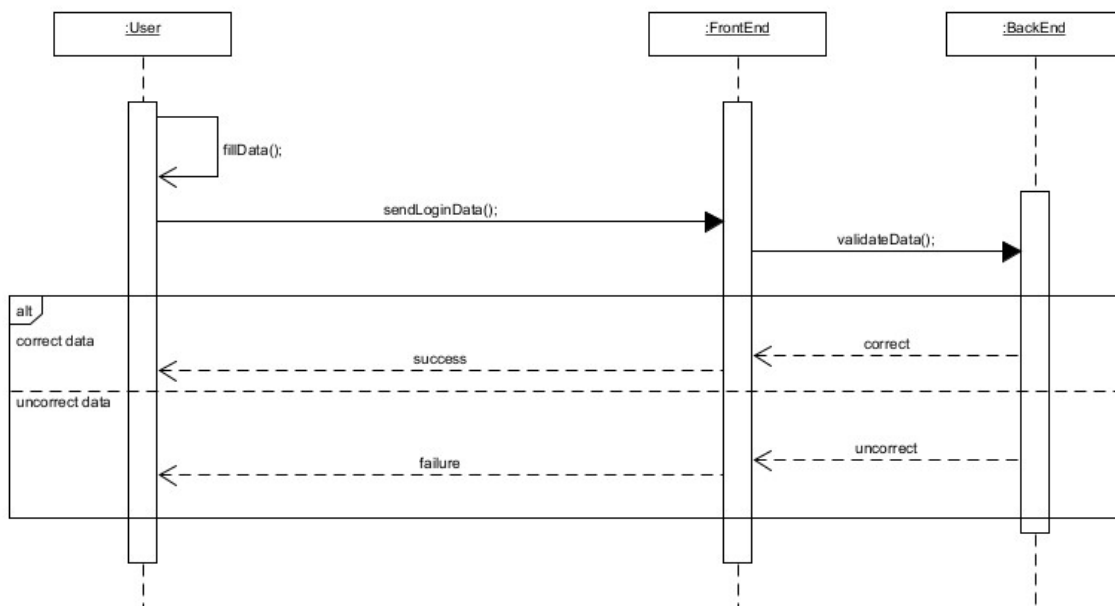 :User
:FrontEnd
:BackEnd
fillData();
sendLoginData();
validateData();
alt
correct data
correct
success
uncorrect data
uncorrect
failure